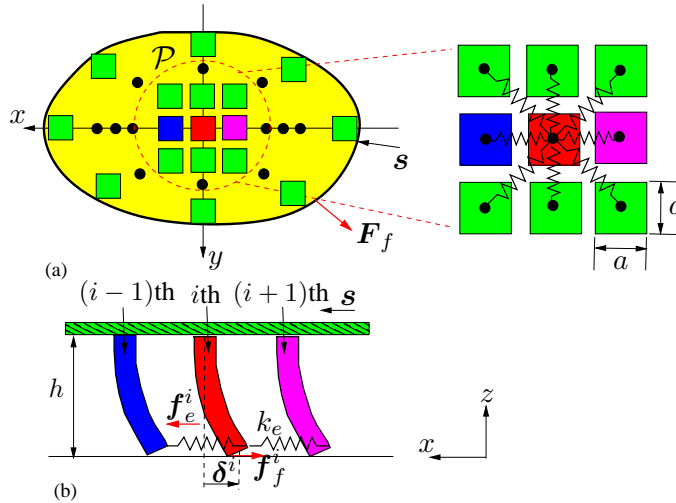 𝒫
x
s
F_f
y
a
a
(a)
(i − 1)th ith (i + 1)th
s
h
f_e^i
k_e
z
x
δ^i
f_f^i
(b)